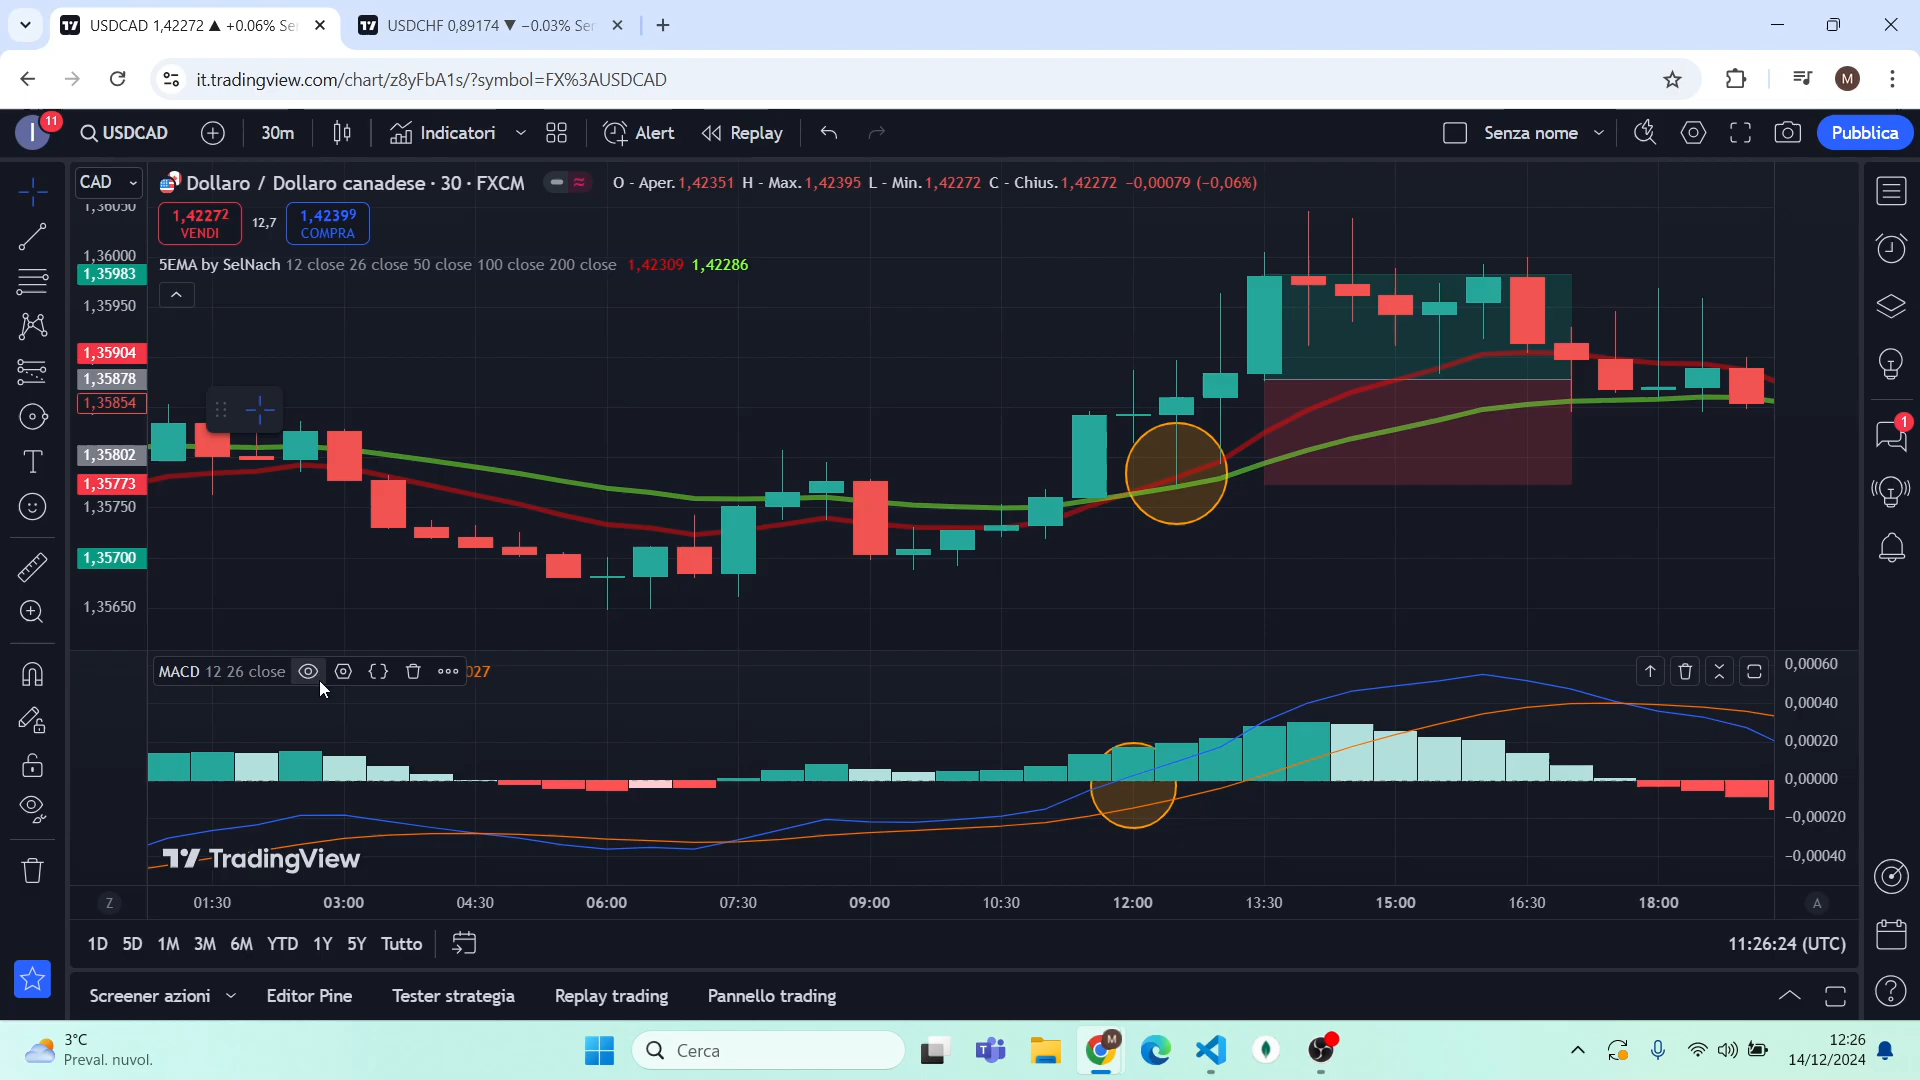 USDCAD 1,42272 ▲ +0.06% Se
USDCHF 0,89174 ▼ −0.03% Se
it.tradingview.com/chart/z8yFbA1s/?symbol=FX%3AUSDCAD
M
I
11
USDCAD
30m
Indicatori
Alert
Replay
Senza nome
Pubblica
CAD
Dollaro / Dollaro canadese · 30 · FXCM
O - Aper.1,42351 H - Max.1,42395 L - Min.1,42272 C - Chius.1,42272 −0,00079 (−0,06%)
1,42272
VENDI
12,7
1,42399
COMPRA
5EMA by SelNach 12 close 26 close 50 close 100 close 200 close 1,42309 1,42286
1,36050
1,36000
1,35983
1,35950
1,35904
1,35878
1,35854
1,35802
1,35773
1,35750
1,35700
1,35650
MACD 12 26 close
027
0,00060
0,00040
0,00020
0,00000
−0,00020
−0,00040
TradingView
Z
01:30
03:00
04:30
06:00
07:30
09:00
10:30
12:00
13:30
15:00
16:30
18:00
A
1D 5D 1M 3M 6M YTD 1Y 5Y Tutto
11:26:24 (UTC)
Screener azioni
Editor Pine
Tester strategia
Replay trading
Pannello trading
1
3°C
Preval. nuvol.
Cerca
M
12:26
14/12/2024